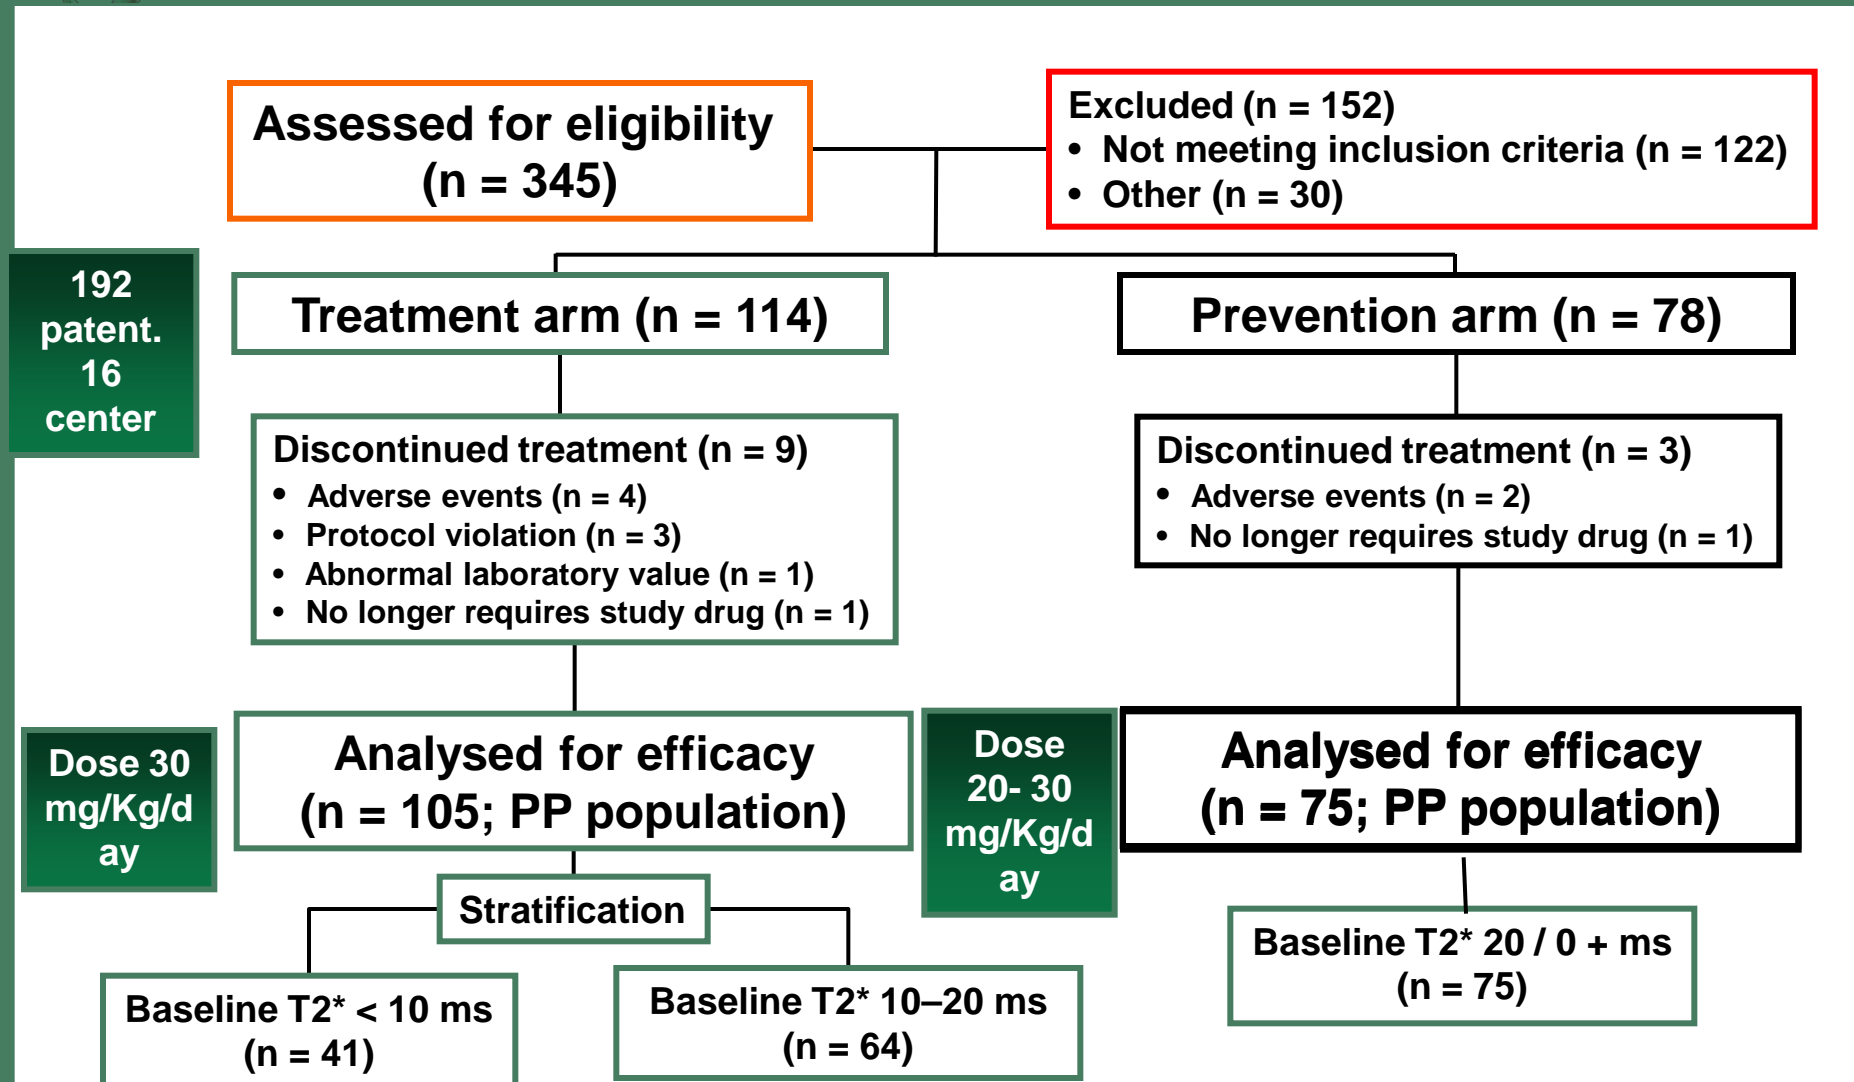 Assessed for eligibility
(n = 345)
Excluded (n = 152)
• Not meeting inclusion criteria (n = 122)
• Other (n = 30)
192
patent.
16
center
Treatment arm (n = 114)
Prevention arm (n = 78)
Discontinued treatment (n = 9)
• Adverse events (n = 4)
• Protocol violation (n = 3)
• Abnormal laboratory value (n = 1)
• No longer requires study drug (n = 1)
Discontinued treatment (n = 3)
• Adverse events (n = 2)
• No longer requires study drug (n = 1)
Dose 30
mg/Kg/d
ay
Analysed for efficacy
(n = 105; PP population)
Dose
20- 30
mg/Kg/d
ay
Analysed for efficacy
(n = 75; PP population)
Stratification
Baseline T2* < 10 ms
(n = 41)
Baseline T2* 10–20 ms
(n = 64)
Baseline T2* 20 / 0 + ms
(n = 75)